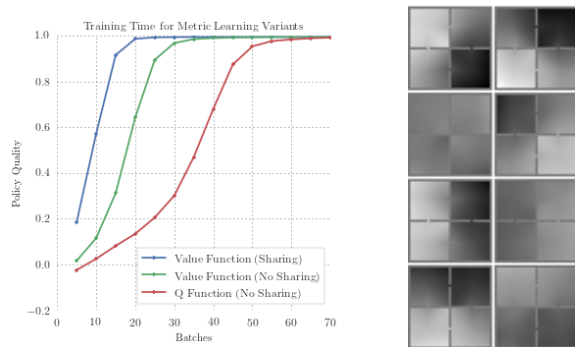 Training Time for Metric Learning Variants
1.0
0.8
0.6
0.4
0.2
0.0
−0.2
Policy Quality
Value Function (Sharing)
Value Function (No Sharing)
Q Function (No Sharing)
0 10 20 30 40 50 60 70
Batches